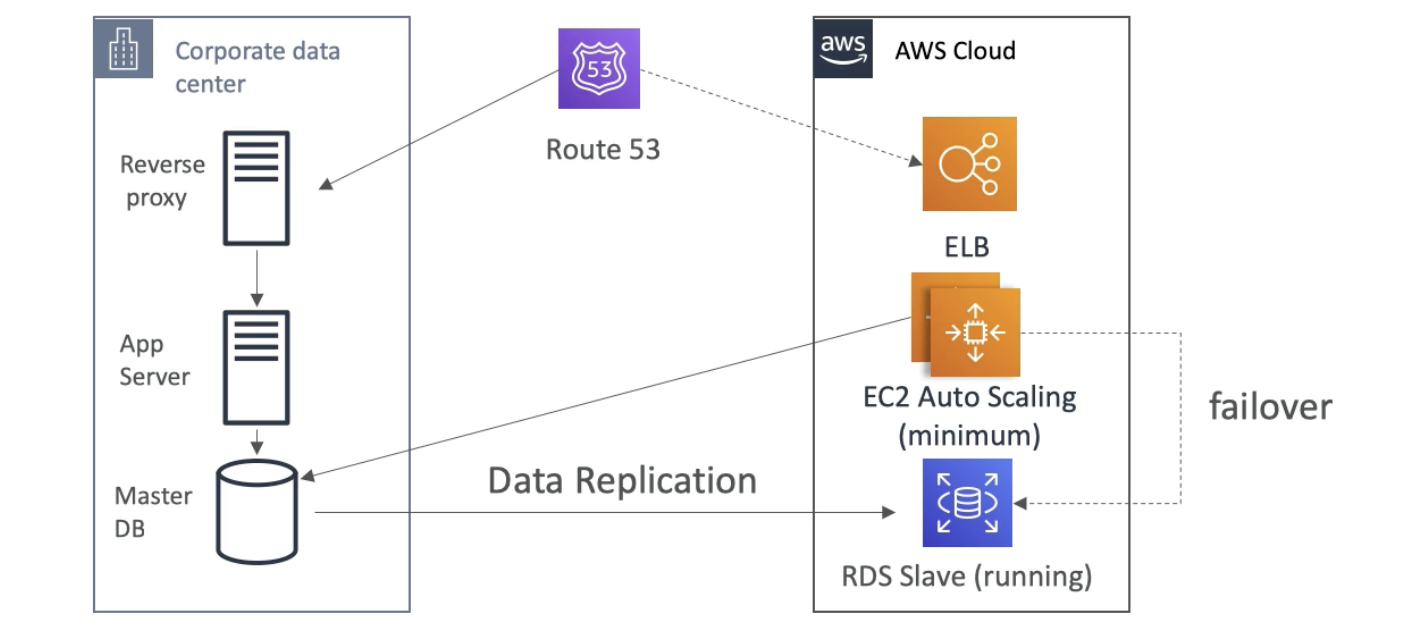 Corporate data
center
53
Route 53
aws
AWS Cloud
Reverse
proxy
ELB
App
Server
EC2 Auto Scaling
(minimum)
failover
Data Replication
Master
DB
RDS Slave (running)